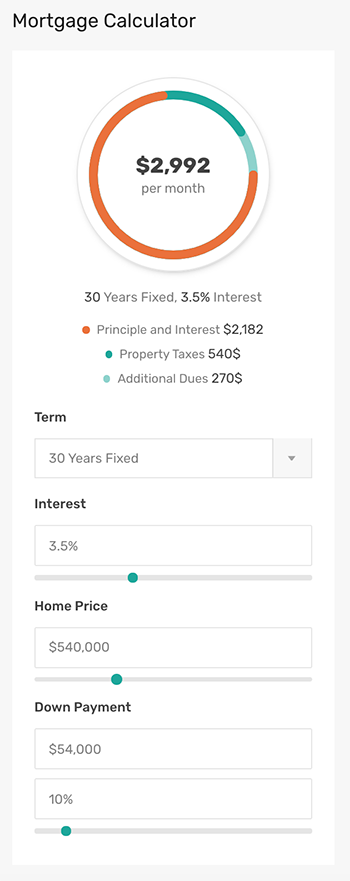 Mortgage Calculator
$2,992
per month
30 Years Fixed, 3.5% Interest
Principle and Interest $2,182
Property Taxes 540$
Additional Dues 270$
Term
30 Years Fixed
Interest
3.5%
Home Price
$540,000
Down Payment
$54,000
10%